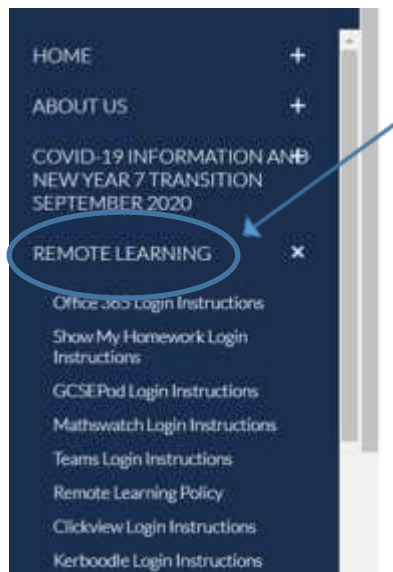 HOME +
ABOUT US +
COVID-19 INFORMATION AND +
NEW YEAR 7 TRANSITION
SEPTEMBER 2020
REMOTE LEARNING ×
Office 365 Login Instructions
Show My Homework Login
Instructions
GCSEPod Login Instructions
Mathswatch Login Instructions
Teams Login Instructions
Remote Learning Policy
Clickview Login Instructions
Kerboodle Login Instructions